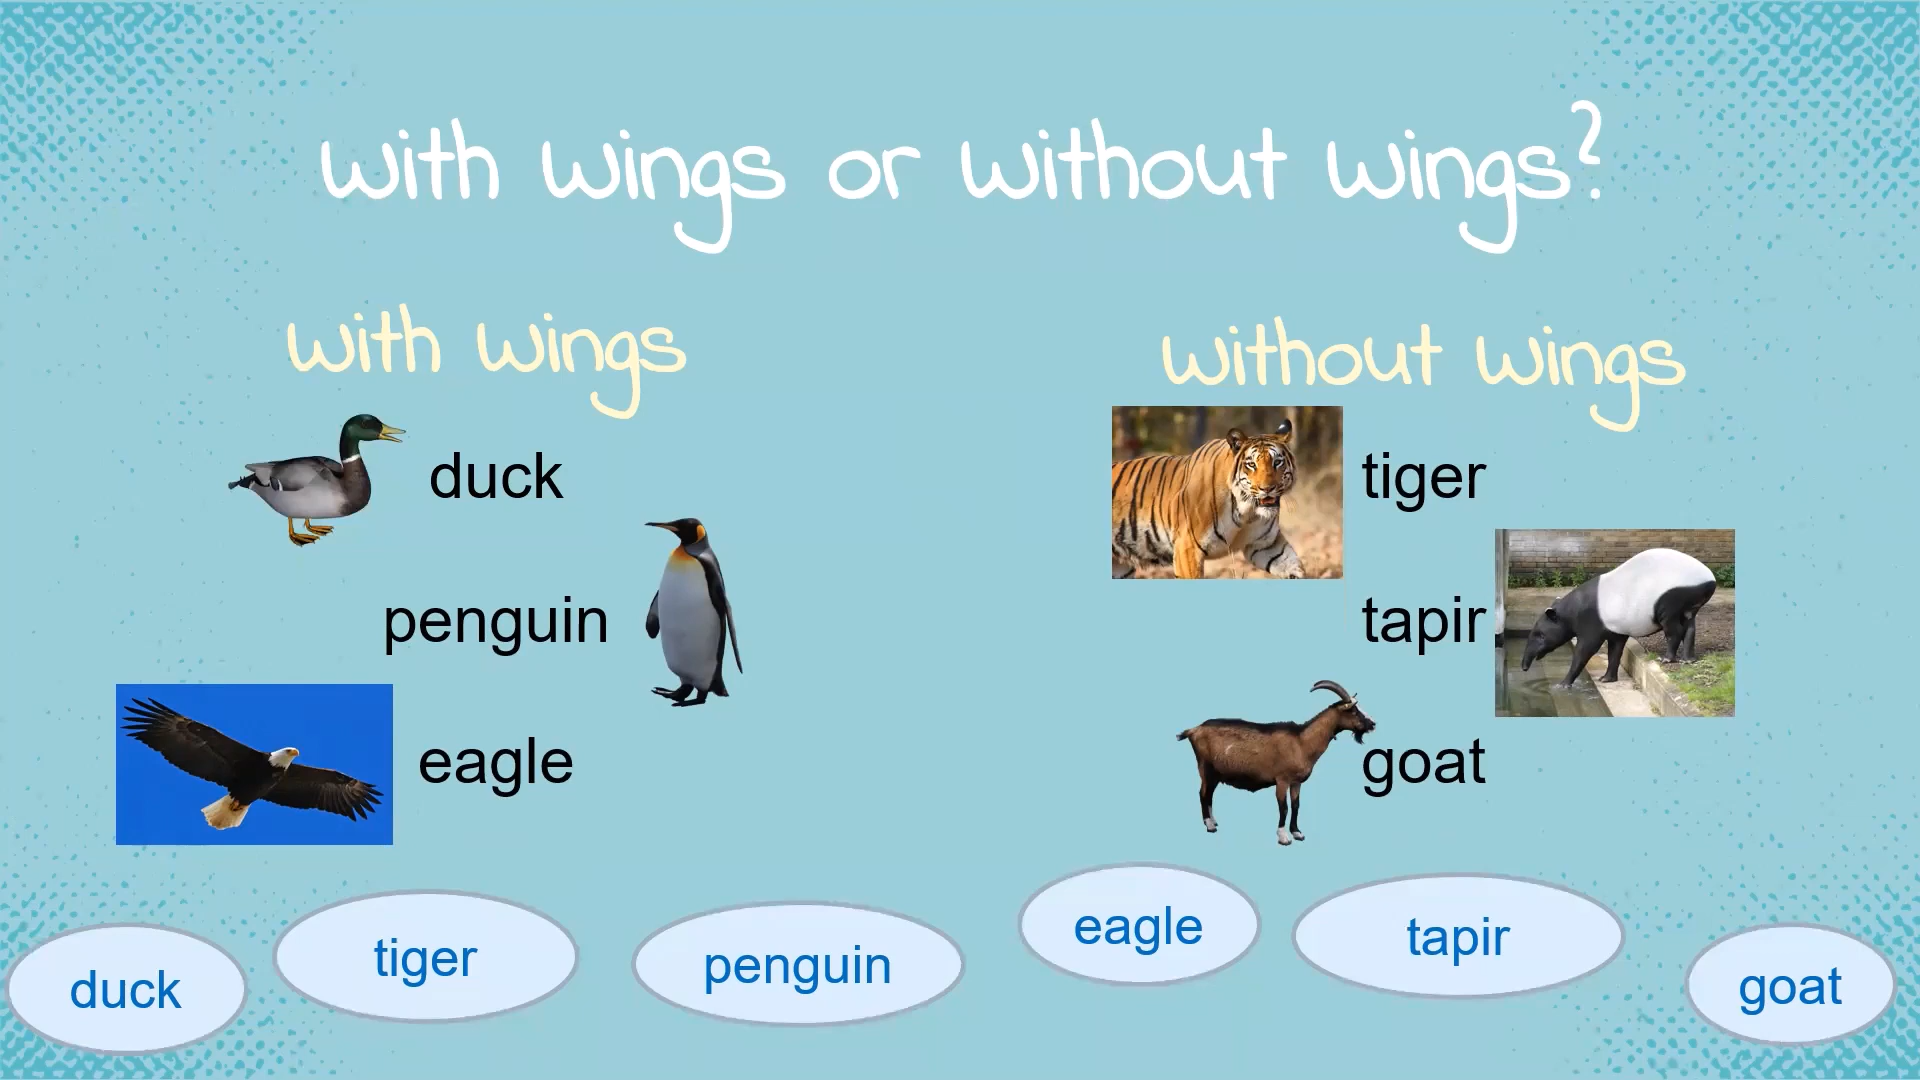 with wings or without wings?
with wings
without wings
duck
tiger
penguin
tapir
eagle
goat
duck
tiger
penguin
eagle
tapir
goat